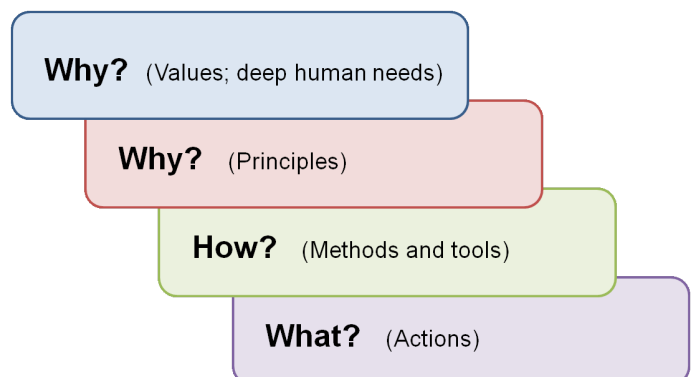 Why? (Values; deep human needs)
Why? (Principles)
How? (Methods and tools)
What? (Actions)